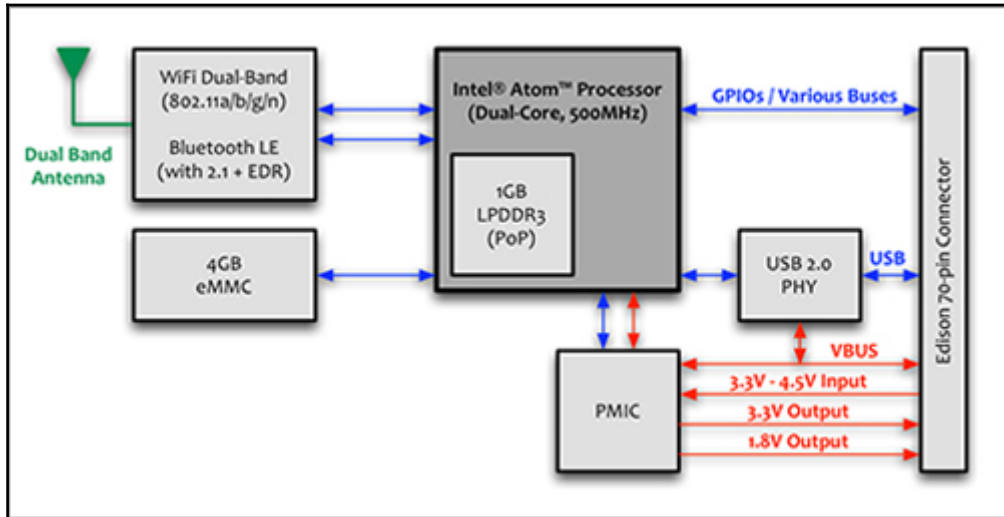 WiFi Dual-Band
(802.11a/b/g/n)
Bluetooth LE
(with 2.1 + EDR)
Dual Band
Antenna
4GB
eMMC
Intel® Atom™ Processor
(Dual-Core, 500MHz)
1GB
LPDDR3
(PoP)
GPIOs / Various Buses
USB 2.0
PHY
USB
PMIC
VBUS
3.3V - 4.5V Input
3.3V Output
1.8V Output
Edison 70-pin Connector